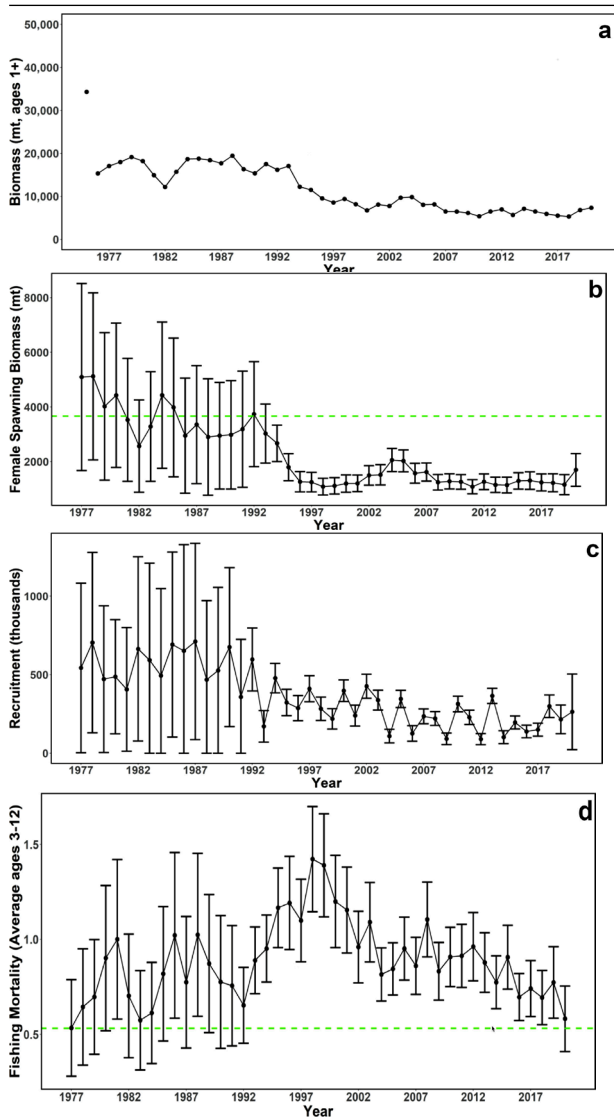 a
50,000
40,000
30,000
20,000
10,000
0
Biomass (mt, ages 1+)
1977 1982 1987 1992 1997 2002 2007 2012 2017
Year
b
8000
6000
4000
2000
Female Spawning Biomass (mt)
1977 1982 1987 1992 1997 2002 2007 2012 2017
Year
c
1000
500
0
Recruitment (thousands)
1977 1982 1987 1992 1997 2002 2007 2012 2017
Year
d
1.5
1.0
0.5
Fishing Mortality (Average ages 3-12)
1977 1982 1987 1992 1997 2002 2007 2012 2017
Year